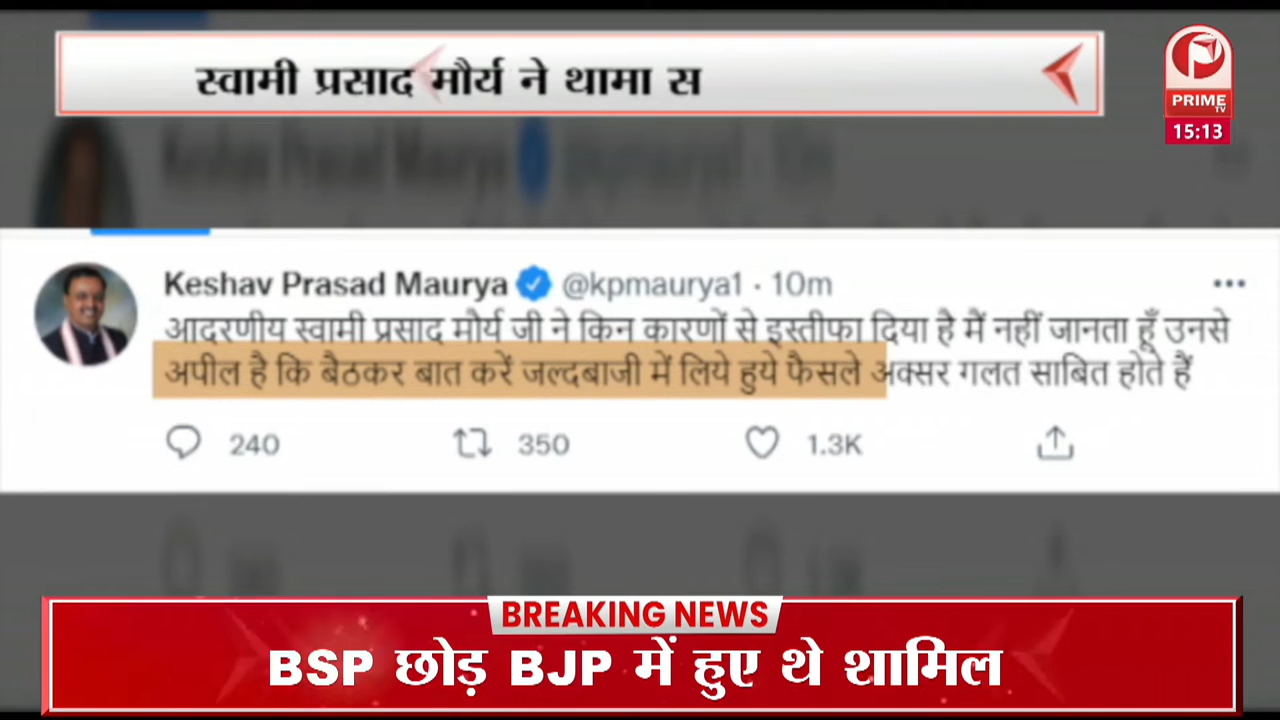 स्वामी प्रसाद मौर्य ने थामा स
PRIME
TV
15:13
Keshav Prasad Maurya @kpmaurya1 · 10m
आदरणीय स्वामी प्रसाद मौर्य जी ने किन कारणों से इस्तीफा दिया है मैं नहीं जानता हूँ उनसे
अपील है कि बैठकर बात करें जल्दबाजी में लिये हुये फैसले अक्सर गलत साबित होते हैं
240 350 1.3K
BREAKING NEWS
BSP छोड़ BJP में हुए थे शामिल